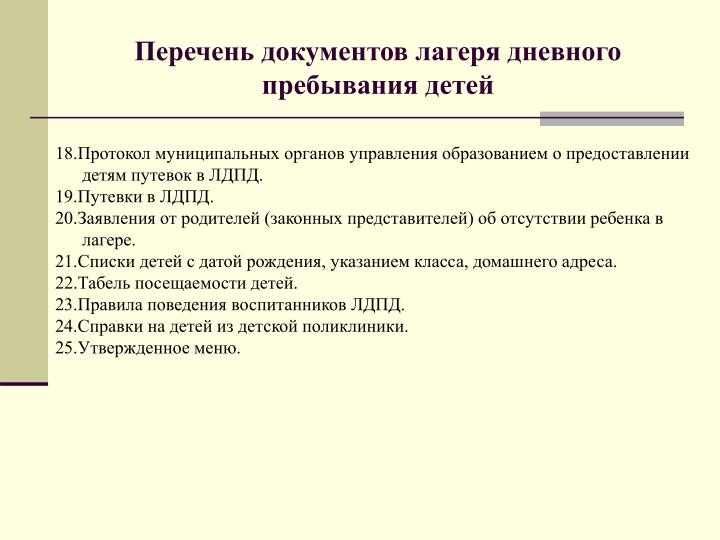 Перечень документов лагеря дневного
пребывания детей
18.Протокол муниципальных органов управления образованием о предоставлении
детям путевок в ЛДПД.
19.Путевки в ЛДПД.
20.Заявления от родителей (законных представителей) об отсутствии ребенка в
лагере.
21.Списки детей с датой рождения, указанием класса, домашнего адреса.
22.Табель посещаемости детей.
23.Правила поведения воспитанников ЛДПД.
24.Справки на детей из детской поликлиники.
25.Утвержденное меню.